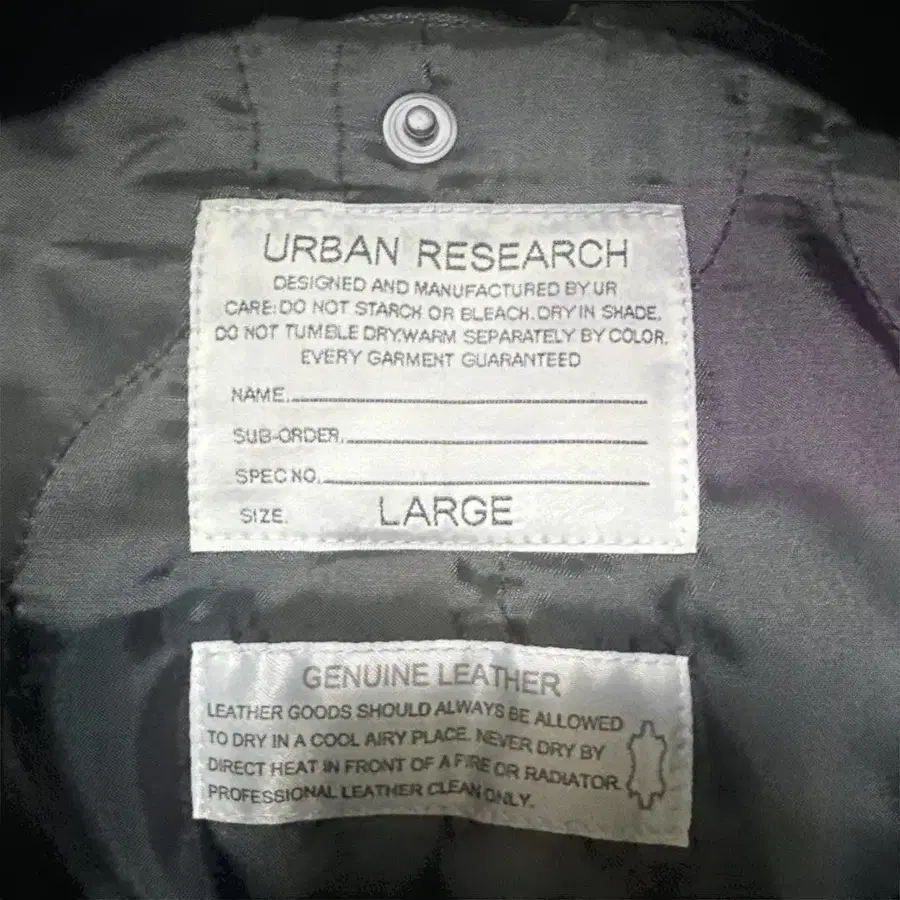 URBAN RESEARCH
DESIGNED AND MANUFACTURED BY UR
CARE: DO NOT STARCH OR BLEACH. DRY IN SHADE.
DO NOT TUMBLE DRY.WARM SEPARATELY BY COLOR.
EVERY GARMENT GUARANTEED
NAME.
SUB-ORDER.
SPEC NO.
SIZE. LARGE
GENUINE LEATHER
LEATHER GOODS SHOULD ALWAYS BE ALLOWED
TO DRY IN A COOL AIRY PLACE. NEVER DRY BY
DIRECT HEAT IN FRONT OF A FIRE OR RADIATOR.
PROFESSIONAL LEATHER CLEAN ONLY.